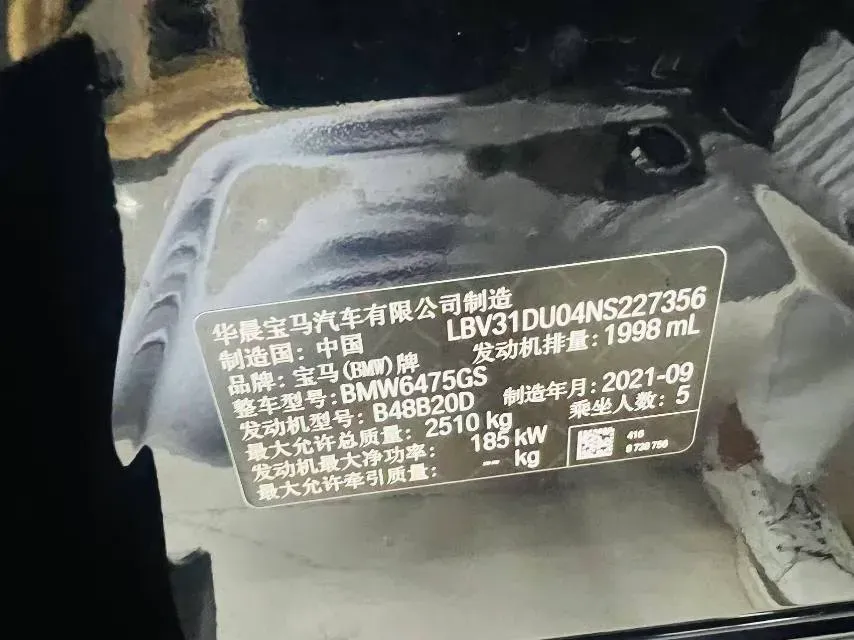 华晨宝马汽车有限公司制造
制造国: 中国 LBV31DU04NS227356
品牌: 宝马(BMW)牌 发动机排量: 1998 mL
整车型号: BMW6475GS
发动机型号: B48B20D 制造年月: 2021-09
最大允许总质量: 2510 kg 乘坐人数: 5
发动机最大净功率: 185 kW
最大允许牵引质量: -- kg
416